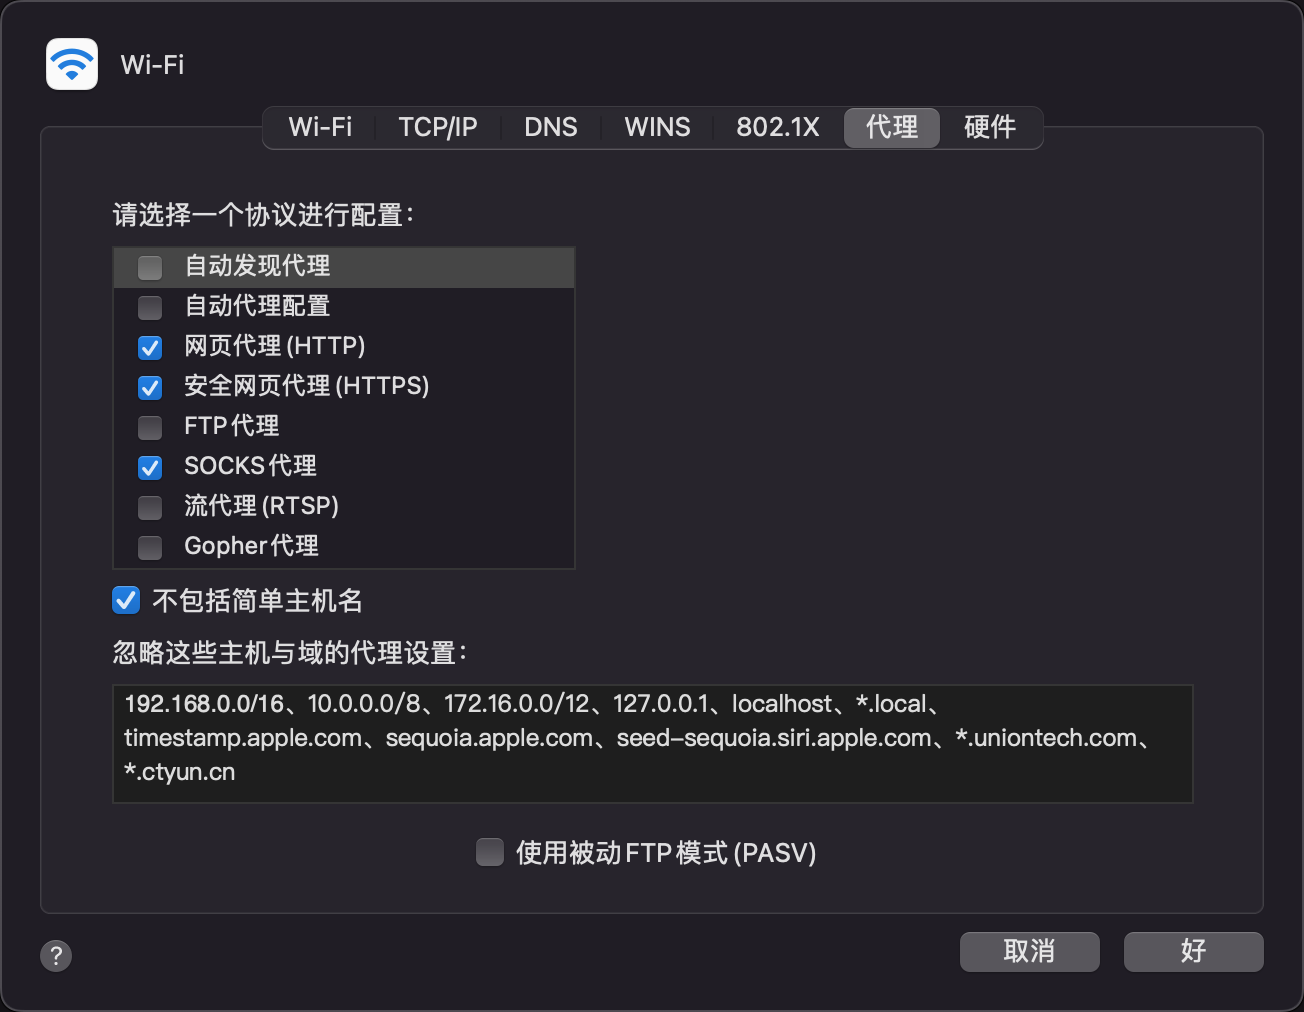 Wi-Fi
Wi-Fi
TCP/IP
DNS
WINS
802.1X
代理
硬件
请选择一个协议进行配置：
自动发现代理
自动代理配置
网页代理(HTTP)
安全网页代理(HTTPS)
FTP代理
SOCKS代理
流代理(RTSP)
Gopher代理
不包括简单主机名
忽略这些主机与域的代理设置：
192.168.0.0/16、10.0.0.0/8、172.16.0.0/12、127.0.0.1、localhost、*.local、
timestamp.apple.com、sequoia.apple.com、seed-sequoia.siri.apple.com、*.uniontech.com、
*.ctyun.cn
使用被动FTP模式(PASV)
?
取消
好